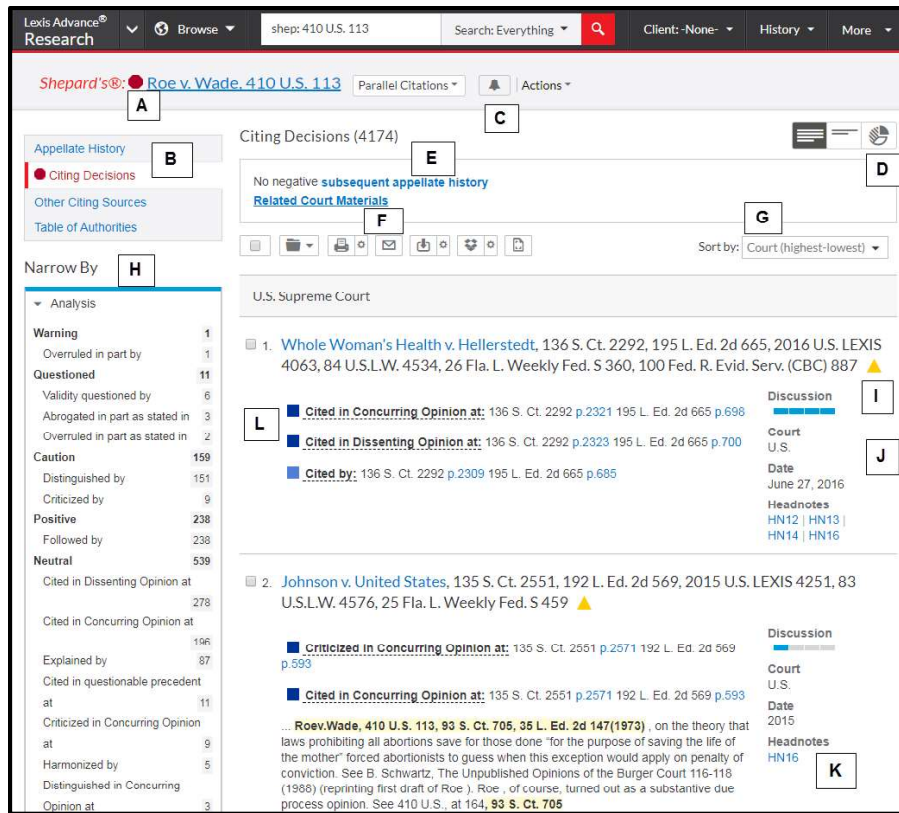 Lexis Advance®
Research
Browse
shep: 410 U.S. 113
Search: Everything
Client: -None-
History
More
Shepard's®: Roe v. Wade, 410 U.S. 113
Parallel Citations
Actions
A
C
Appellate History
B
Citing Decisions
Other Citing Sources
Table of Authorities
Citing Decisions (4174)
E
D
No negative subsequent appellate history
Related Court Materials
F
G
Sort by: Court (highest-lowest)
Narrow By
H
Analysis
Warning 1
Overruled in part by 1
Questioned 11
Validity questioned by 6
Abrogated in part as stated in 3
Overruled in part as stated in 2
Caution 159
Distinguished by 151
Criticized by 9
Positive 238
Followed by 238
Neutral 539
Cited in Dissenting Opinion at
278
Cited in Concurring Opinion at
196
Explained by 87
Cited in questionable precedent
at 11
Criticized in Concurring Opinion
at 9
Harmonized by 5
Distinguished in Concurring
Opinion at 3
U.S. Supreme Court
1. Whole Woman's Health v. Hellerstedt, 136 S. Ct. 2292, 195 L. Ed. 2d 665, 2016 U.S. LEXIS
4063, 84 U.S.L.W. 4534, 26 Fla. L. Weekly Fed. S 360, 100 Fed. R. Evid. Serv. (CBC) 887
L
Cited in Concurring Opinion at: 136 S. Ct. 2292 p.2321 195 L. Ed. 2d 665 p.698
Cited in Dissenting Opinion at: 136 S. Ct. 2292 p.2323 195 L. Ed. 2d 665 p.700
Cited by: 136 S. Ct. 2292 p.2309 195 L. Ed. 2d 665 p.685
Discussion
I
Court
U.S.
J
Date
June 27, 2016
Headnotes
HN12 | HN13 |
HN14 | HN16
2. Johnson v. United States, 135 S. Ct. 2551, 192 L. Ed. 2d 569, 2015 U.S. LEXIS 4251, 83
U.S.L.W. 4576, 25 Fla. L. Weekly Fed. S 459
Criticized in Concurring Opinion at: 135 S. Ct. 2551 p.2571 192 L. Ed. 2d 569
p.593
Cited in Concurring Opinion at: 135 S. Ct. 2551 p.2571 192 L. Ed. 2d 569 p.593
... Roev.Wade, 410 U.S. 113, 93 S. Ct. 705, 35 L. Ed. 2d 147(1973) , on the theory that
laws prohibiting all abortions save for those done "for the purpose of saving the life of
the mother" forced abortionists to guess when this exception would apply on penalty of
conviction. See B. Schwartz, The Unpublished Opinions of the Burger Court 116-118
(1988) (reprinting first draft of Roe ). Roe , of course, turned out as a substantive due
process opinion. See 410 U.S., at 164, 93 S. Ct. 705
Discussion
Court
U.S.
Date
2015
Headnotes
HN16
K